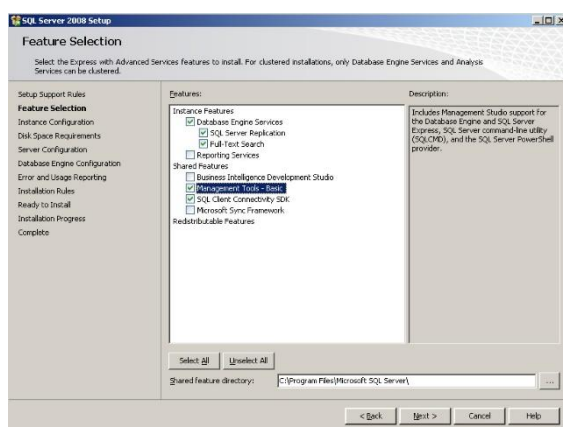 SQL Server 2008 Setup
Feature Selection
Select the Express with Advanced Services features to install. For clustered installations, only Database Engine Services and Analysis
Services can be clustered.
Setup Support Rules
Feature Selection
Instance Configuration
Disk Space Requirements
Server Configuration
Database Engine Configuration
Error and Usage Reporting
Installation Rules
Ready to Install
Installation Progress
Complete
Features:
Instance Features
Database Engine Services
SQL Server Replication
Full-Text Search
Reporting Services
Shared Features
Business Intelligence Development Studio
Management Tools - Basic
SQL Client Connectivity SDK
Microsoft Sync Framework
Redistributable Features
Description:
Includes Management Studio support for
the Database Engine and SQL Server
Express, SQL Server command-line utility
(SQLCMD), and the SQL Server PowerShell
provider.
Select All
Unselect All
Shared feature directory:
C:\Program Files\Microsoft SQL Server\
...
< Back
Next >
Cancel
Help